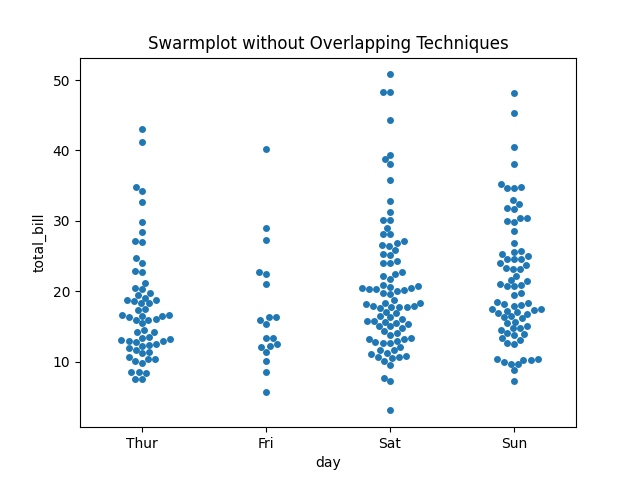 Swarmplot without Overlapping Techniques
50
40
30
20
10
total_bill
Thur Fri Sat Sun
day